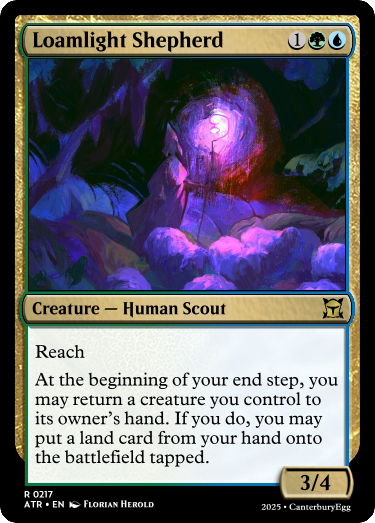 Loamlight Shepherd 1
Creature — Human Scout
Reach
At the beginning of your end step, you
may return a creature you control to
its owner's hand. If you do, you may
put a land card from your hand onto
the battlefield tapped.
3/4
R 0217
ATR • EN Florian Herold
2025 • CanterburyEgg